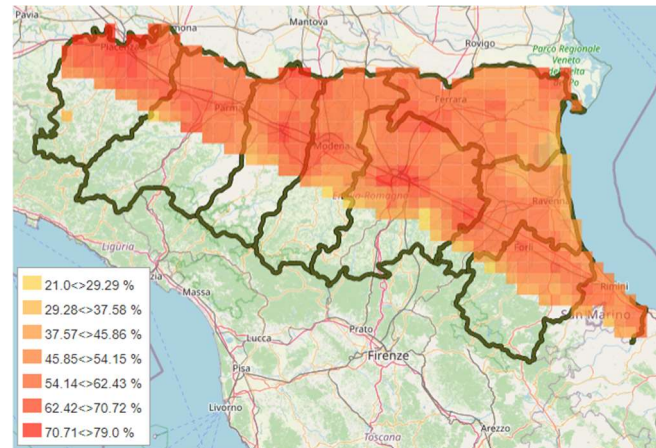 Pavia
Mantova
Rovigo
Parco Regionale
Veneto
Piacenza
Ferrara
Parma
Modena
Ravenna
Forlì
Rimini
San Marino
Liguria
Massa
Lucca
Prato
Pisa
Firenze
Livorno
Arezzo
Toscana
21.0<>29.29 %
29.28<>37.58 %
37.57<>45.86 %
45.85<>54.15 %
54.14<>62.43 %
62.42<>70.72 %
70.71<>79.0 %